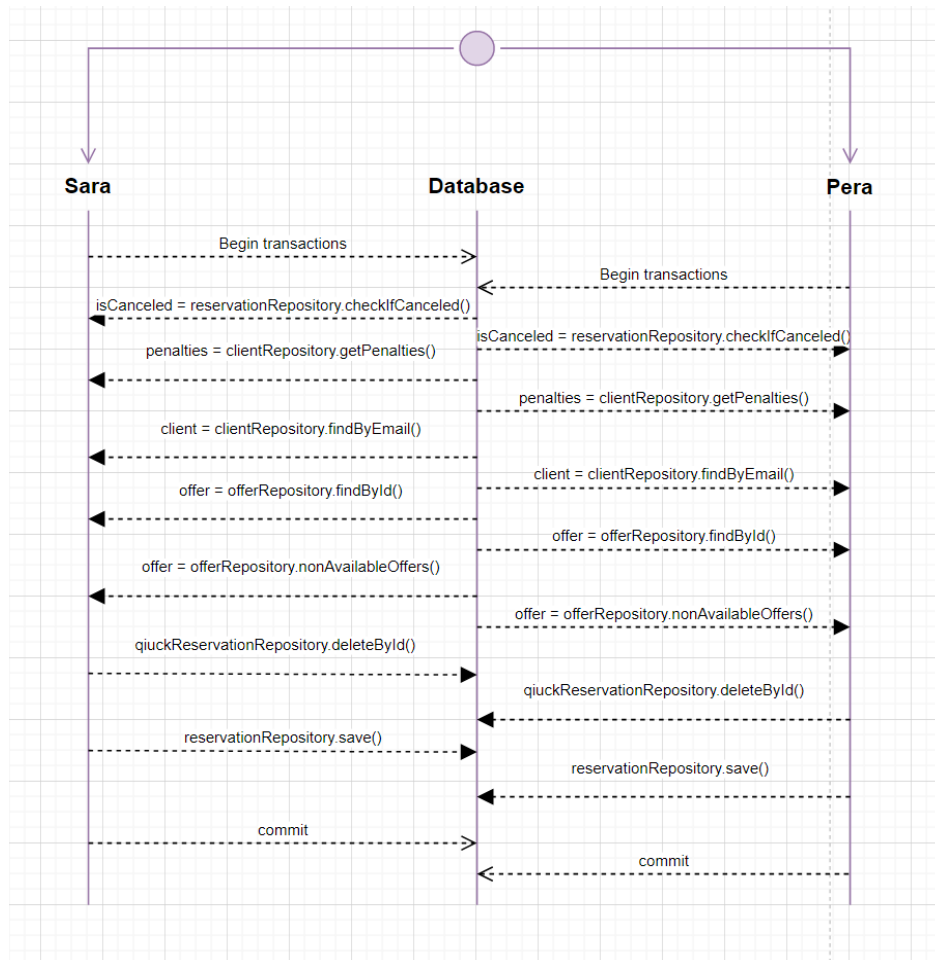 Sara
Database
Pera
Begin transactions
Begin transactions
isCanceled = reservationRepository.checkIfCanceled()
isCanceled = reservationRepository.checkIfCanceled()
penalties = clientRepository.getPenalties()
penalties = clientRepository.getPenalties()
client = clientRepository.findByEmail()
client = clientRepository.findByEmail()
offer = offerRepository.findById()
offer = offerRepository.findById()
offer = offerRepository.nonAvailableOffers()
offer = offerRepository.nonAvailableOffers()
qiuckReservationRepository.deleteById()
qiuckReservationRepository.deleteById()
reservationRepository.save()
reservationRepository.save()
commit
commit